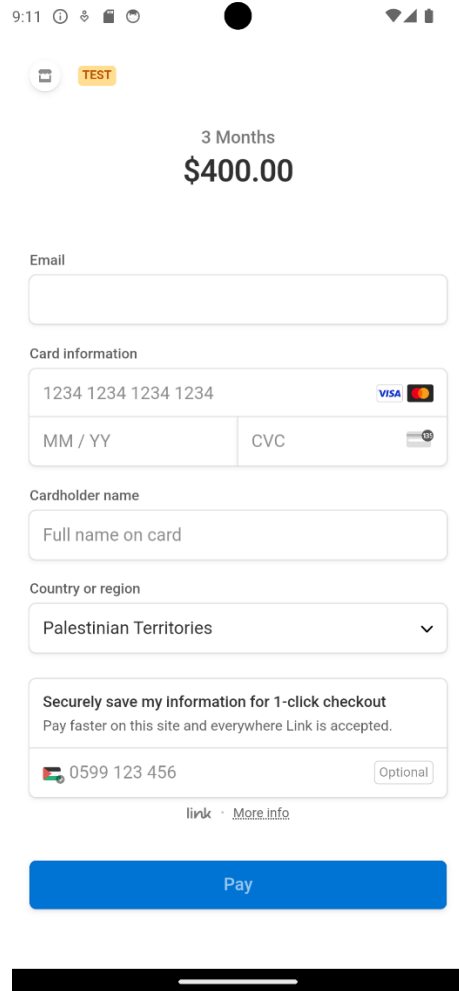 9:11
TEST
3 Months
$400.00
Email
Card information
1234 1234 1234 1234 VISA
MM / YY CVC 135
Cardholder name
Full name on card
Country or region
Palestinian Territories
Securely save my information for 1-click checkout
Pay faster on this site and everywhere Link is accepted.
0599 123 456 Optional
link · More info
Pay